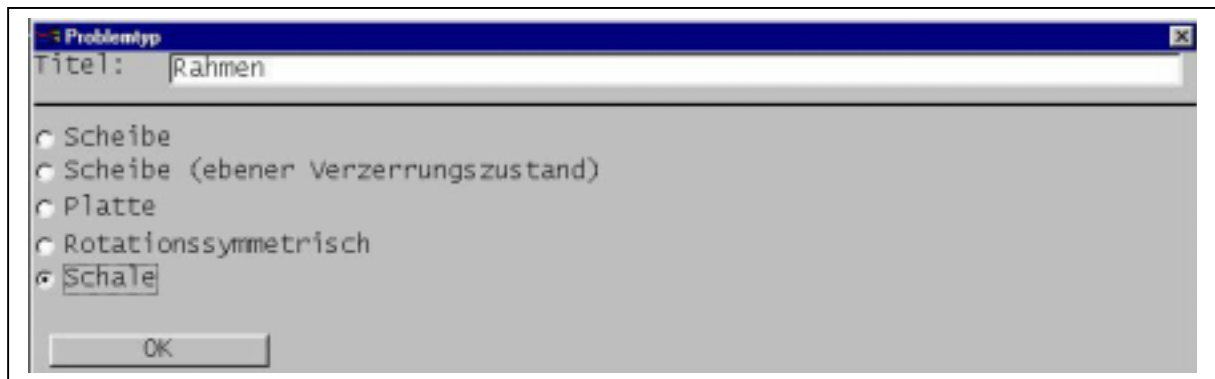 Problemtyp
Titel: Rahmen
Scheibe
Scheibe (ebener Verzerrungszustand)
Platte
Rotationssymmetrisch
Schale
OK